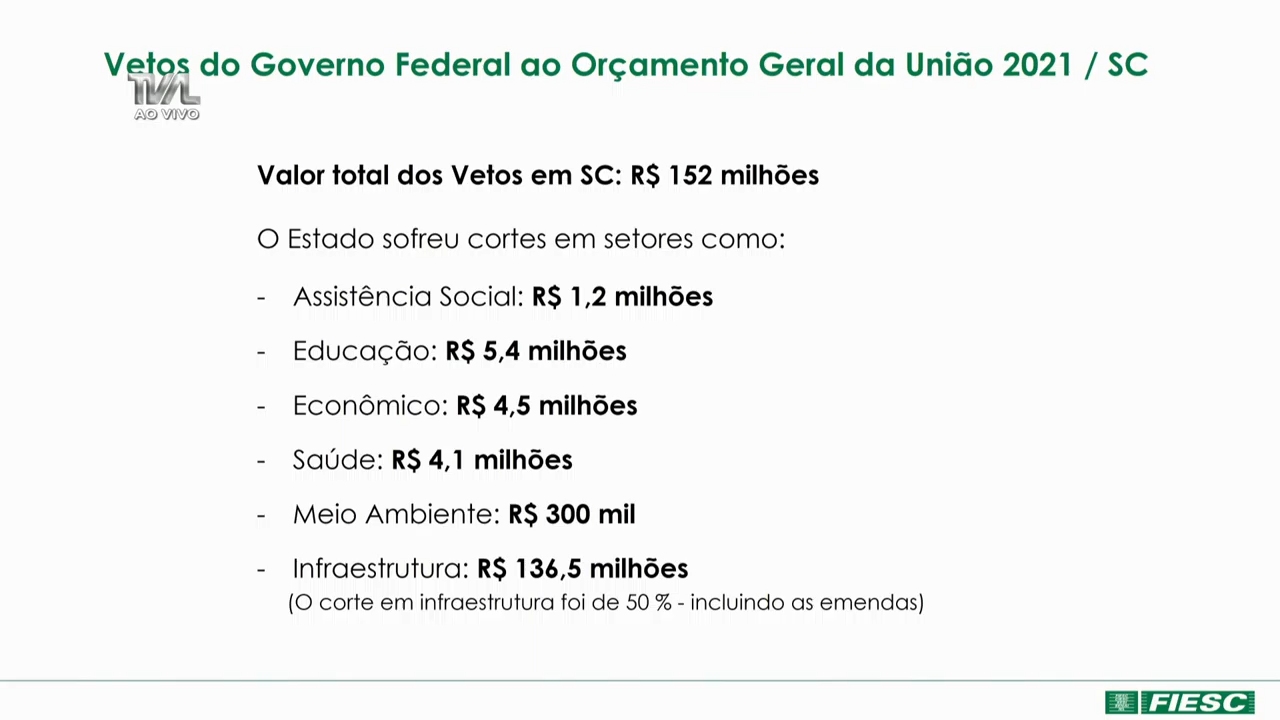 Vetos do Governo Federal ao Orçamento Geral da União 2021 / SC
TVAL
AO VIVO
Valor total dos Vetos em SC: R$ 152 milhões
O Estado sofreu cortes em setores como:
- Assistência Social: R$ 1,2 milhões
- Educação: R$ 5,4 milhões
- Econômico: R$ 4,5 milhões
- Saúde: R$ 4,1 milhões
- Meio Ambiente: R$ 300 mil
- Infraestrutura: R$ 136,5 milhões
(O corte em infraestrutura foi de 50 % - incluindo as emendas)
FIESC